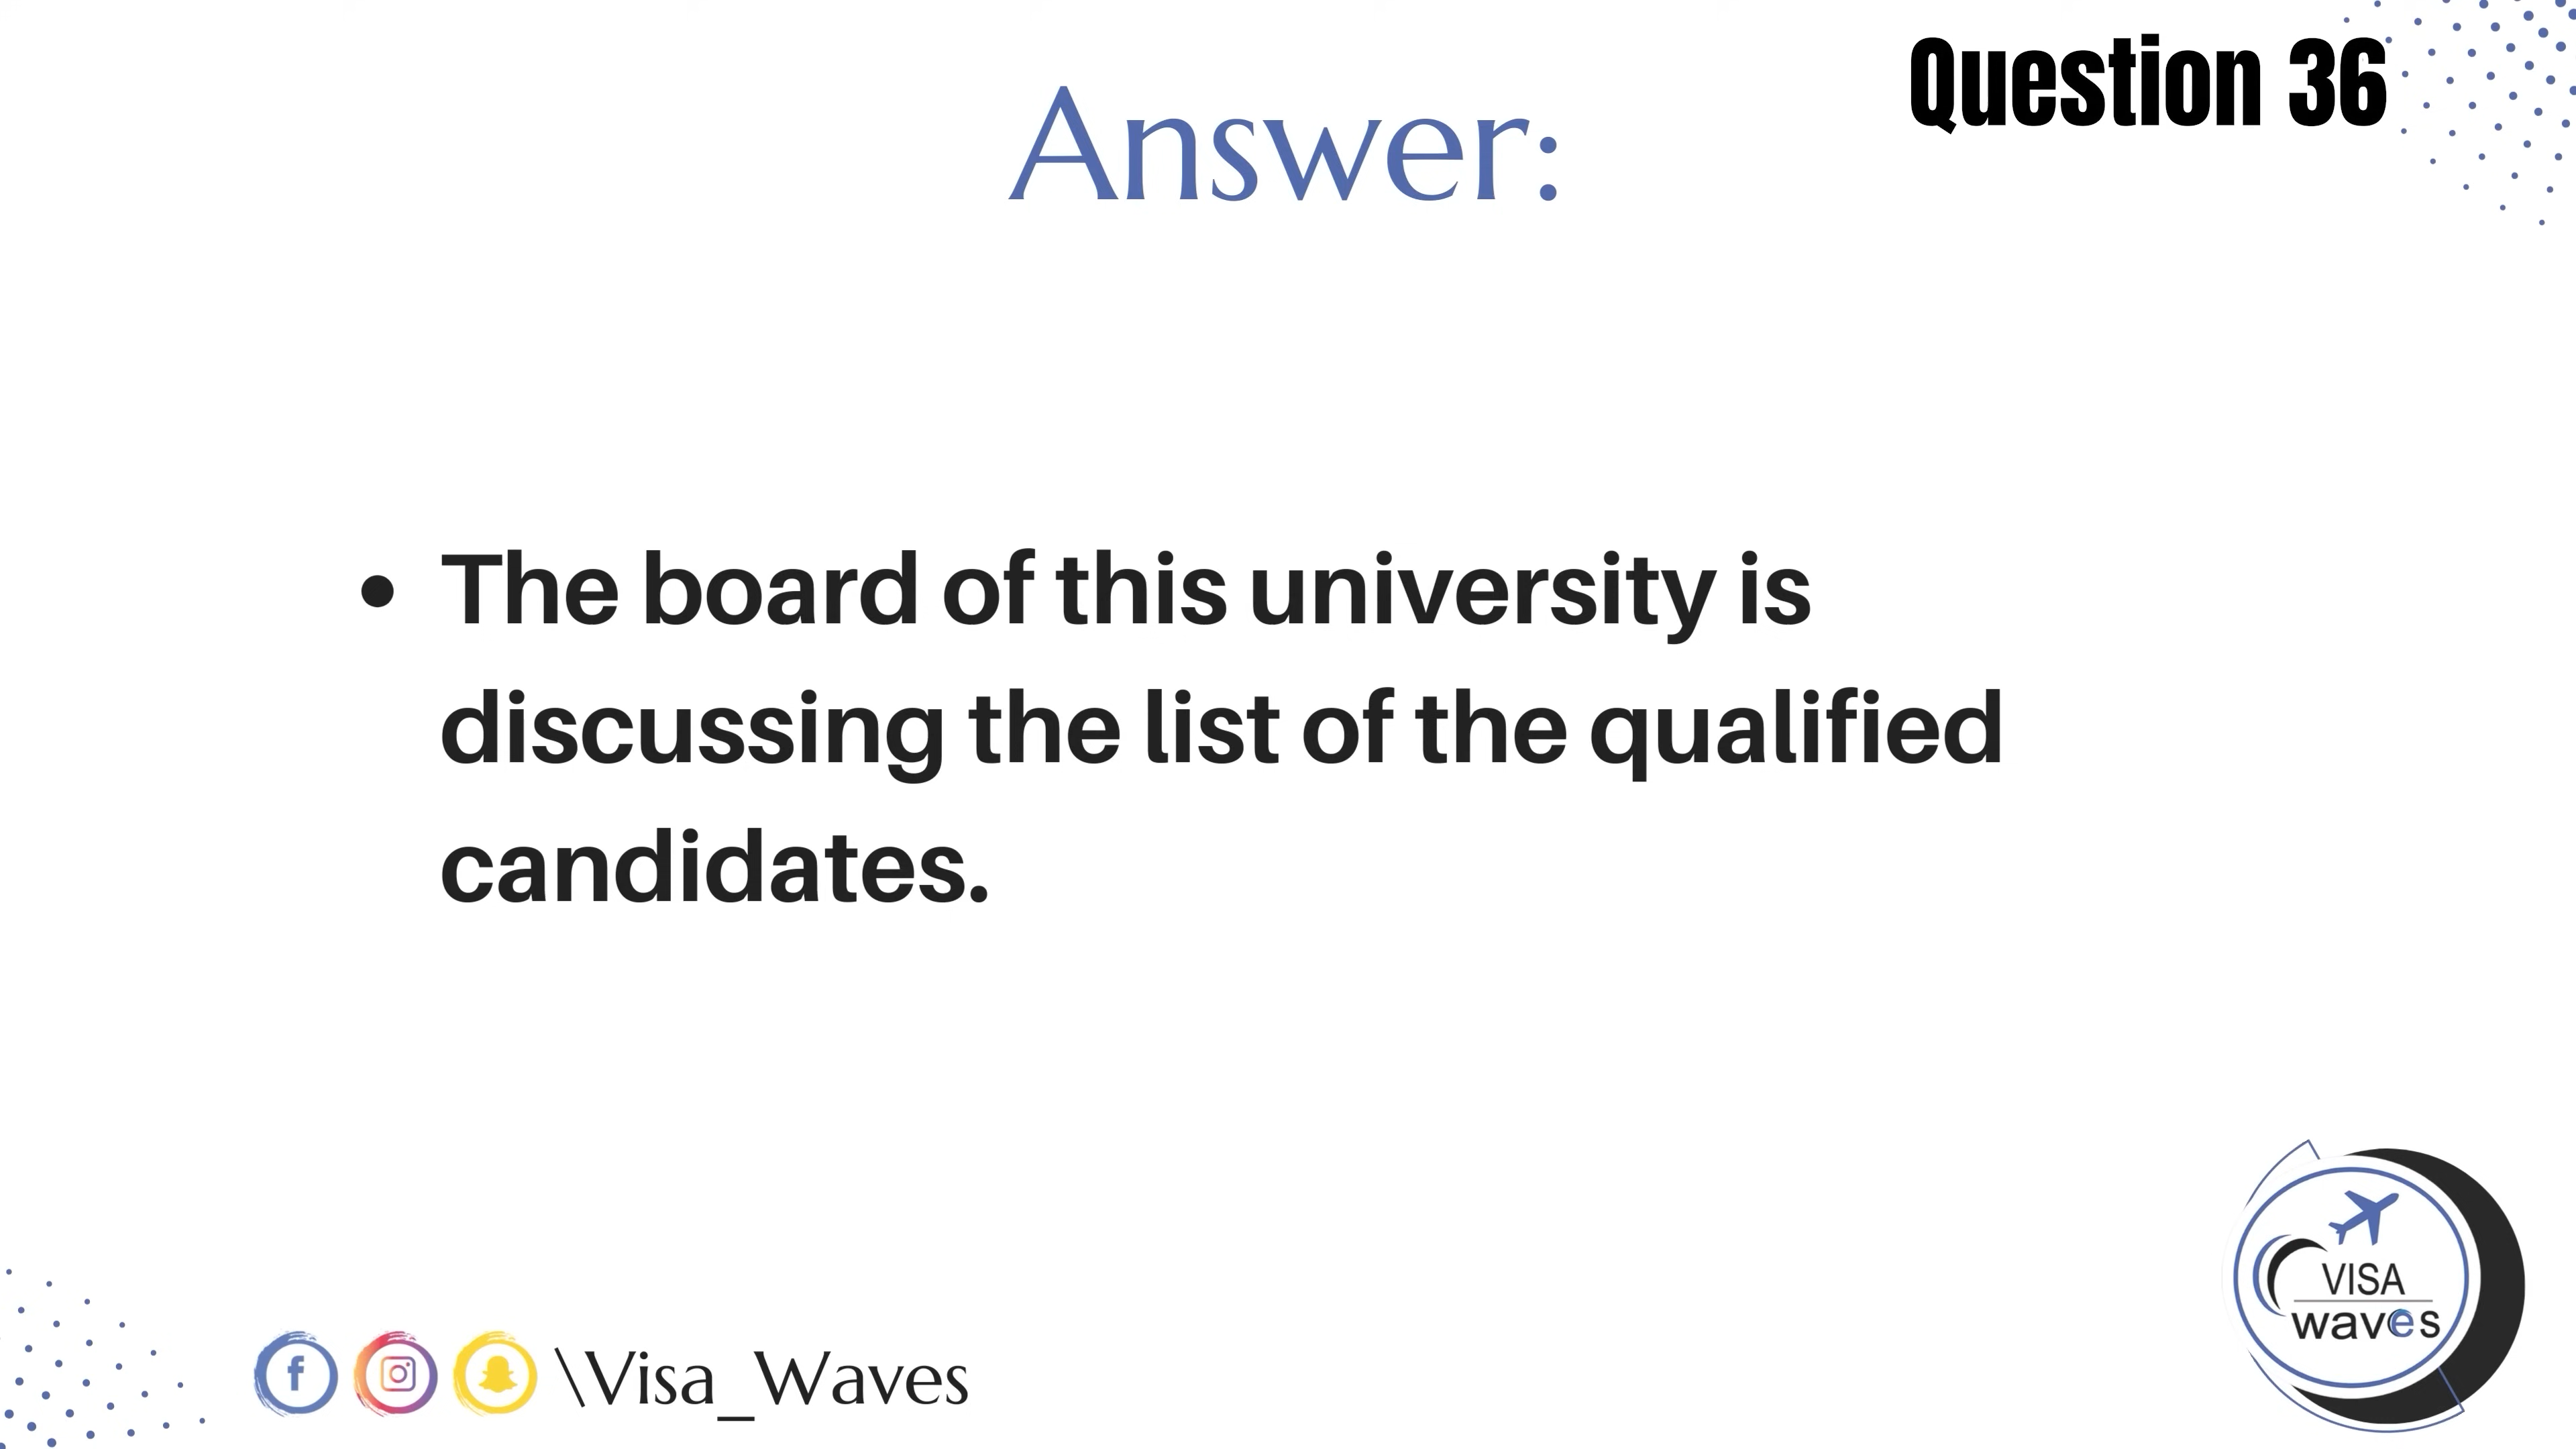 Question 36
Answer:
• The board of this university is
discussing the list of the qualified
candidates.
VISA
waves
\Visa_Waves